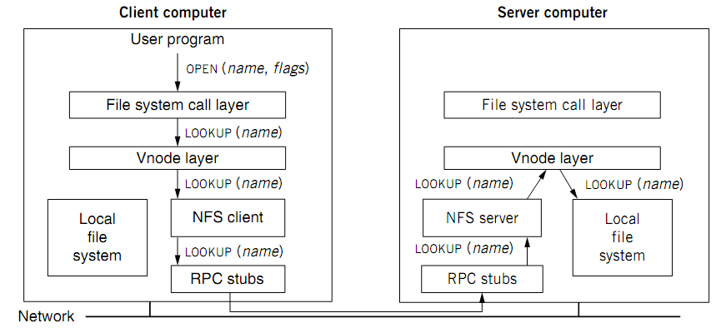 Client computer
User program
OPEN (name, flags)
File system call layer
LOOKUP (name)
Vnode layer
LOOKUP (name)
Local
file
system
NFS client
LOOKUP (name)
RPC stubs
Server computer
File system call layer
Vnode layer
LOOKUP (name)
LOOKUP (name)
NFS server
Local
file
system
LOOKUP (name)
RPC stubs
Network